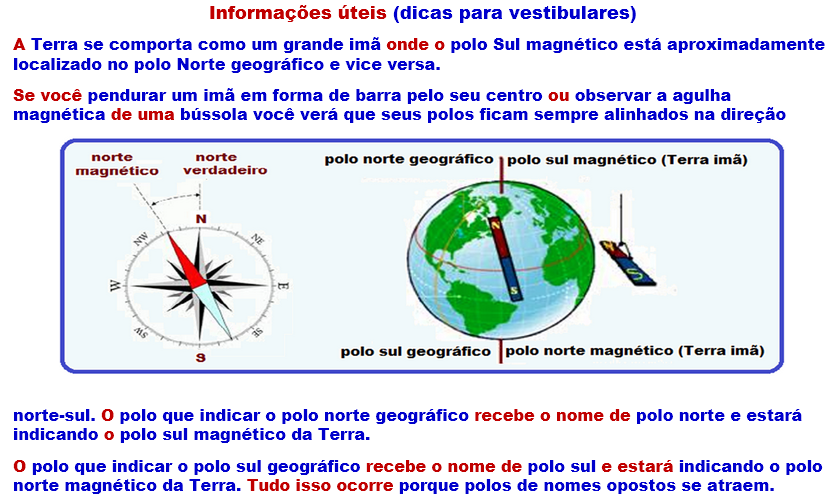 Informações úteis (dicas para vestibulares)
A Terra se comporta como um grande imã onde o polo Sul magnético está aproximadamente
localizado no polo Norte geográfico e vice versa.
Se você pendurar um imã em forma de barra pelo seu centro ou observar a agulha
magnética de uma bússola você verá que seus polos ficam sempre alinhados na direção
norte magnético
norte verdadeiro
N
NW
NE
W
E
SW
SE
S
polo norte geográfico
polo sul magnético (Terra imã)
N
S
N
S
polo sul geográfico
polo norte magnético (Terra imã)
norte-sul. O polo que indicar o polo norte geográfico recebe o nome de polo norte e estará
indicando o polo sul magnético da Terra.
O polo que indicar o polo sul geográfico recebe o nome de polo sul e estará indicando o polo
norte magnético da Terra. Tudo isso ocorre porque polos de nomes opostos se atraem.